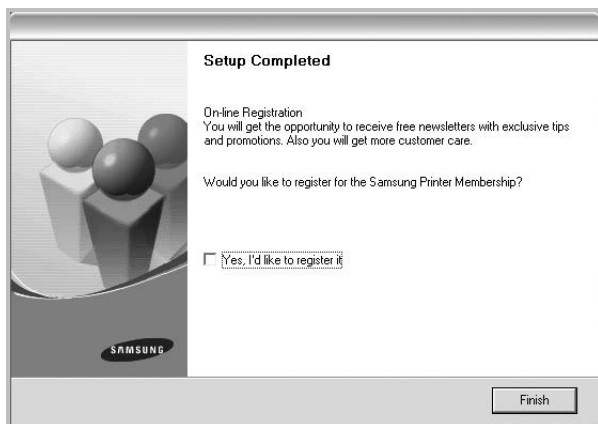 Setup Completed
On-line Registration
You will get the opportunity to receive free newsletters with exclusive tips
and promotions. Also you will get more customer care.
Would you like to register for the Samsung Printer Membership?
Yes, I'd like to register it
SAMSUNG
Finish